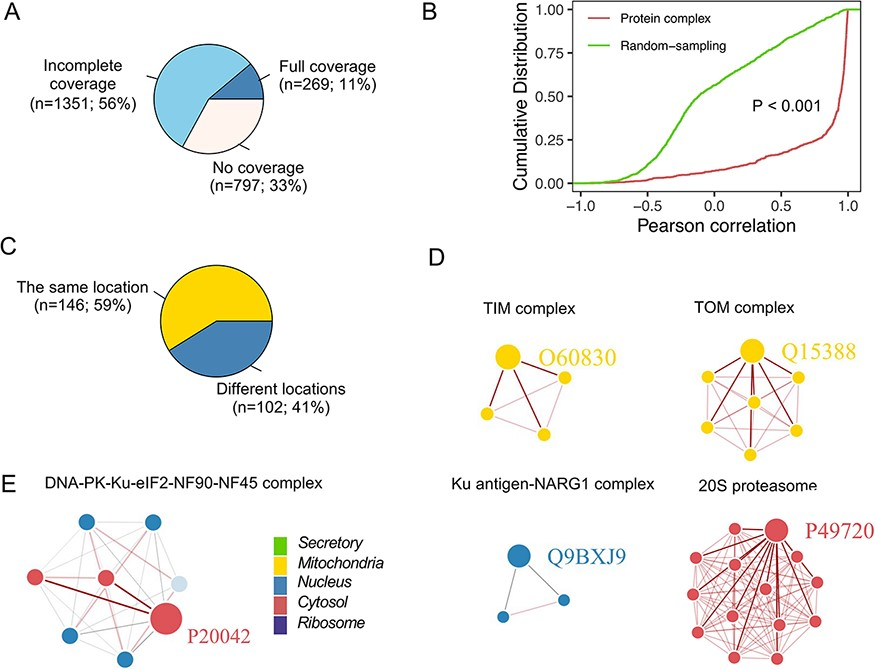 A
Incomplete
coverage
(n=1351; 56%)
Full coverage
(n=269; 11%)
No coverage
(n=797; 33%)
B
Cumulative Distribution
1.00
0.75
0.50
0.25
0.00
Protein complex
Random−sampling
P < 0.001
−1.0
−0.5
0.0
0.5
1.0
Pearson correlation
C
The same location
(n=146; 59%)
Different locations
(n=102; 41%)
D
TIM complex
O60830
TOM complex
Q15388
Ku antigen-NARG1 complex
Q9BXJ9
20S proteasome
P49720
E
DNA-PK-Ku-eIF2-NF90-NF45 complex
P20042
Secretory
Mitochondria
Nucleus
Cytosol
Ribosome